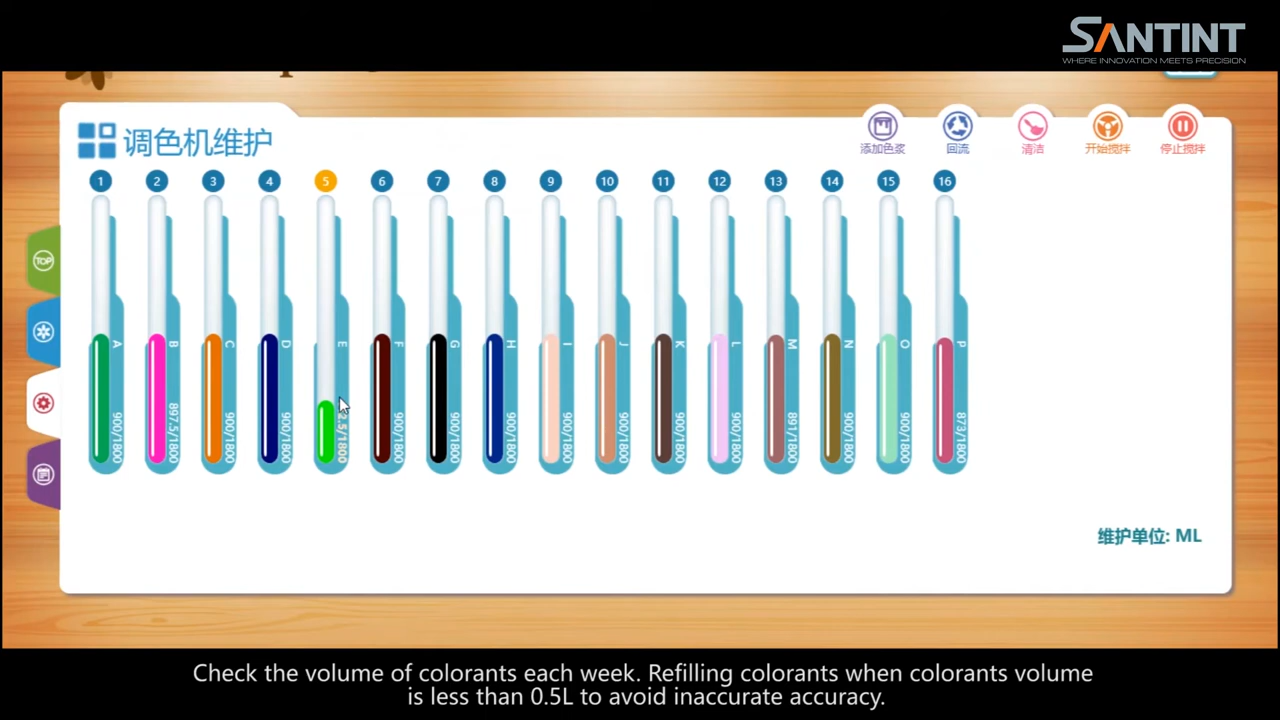 SANTINT
WHERE INNOVATION MEETS PRECISION
调色机维护
添加色浆
回流
清洁
开始搅拌
停止搅拌
1 2 3 4 5 6 7 8 9 10 11 12 13 14 15 16
TOP
A 900/1800
B 897.5/1800
C 900/1800
D 900/1800
E 2.5/1800
F 900/1800
G 900/1800
H 900/1800
I 900/1800
J 900/1800
K 900/1800
L 900/1800
M 891/1800
N 900/1800
O 900/1800
P 873/1800
维护单位: ML
Check the volume of colorants each week. Refilling colorants when colorants volume
is less than 0.5L to avoid inaccurate accuracy.